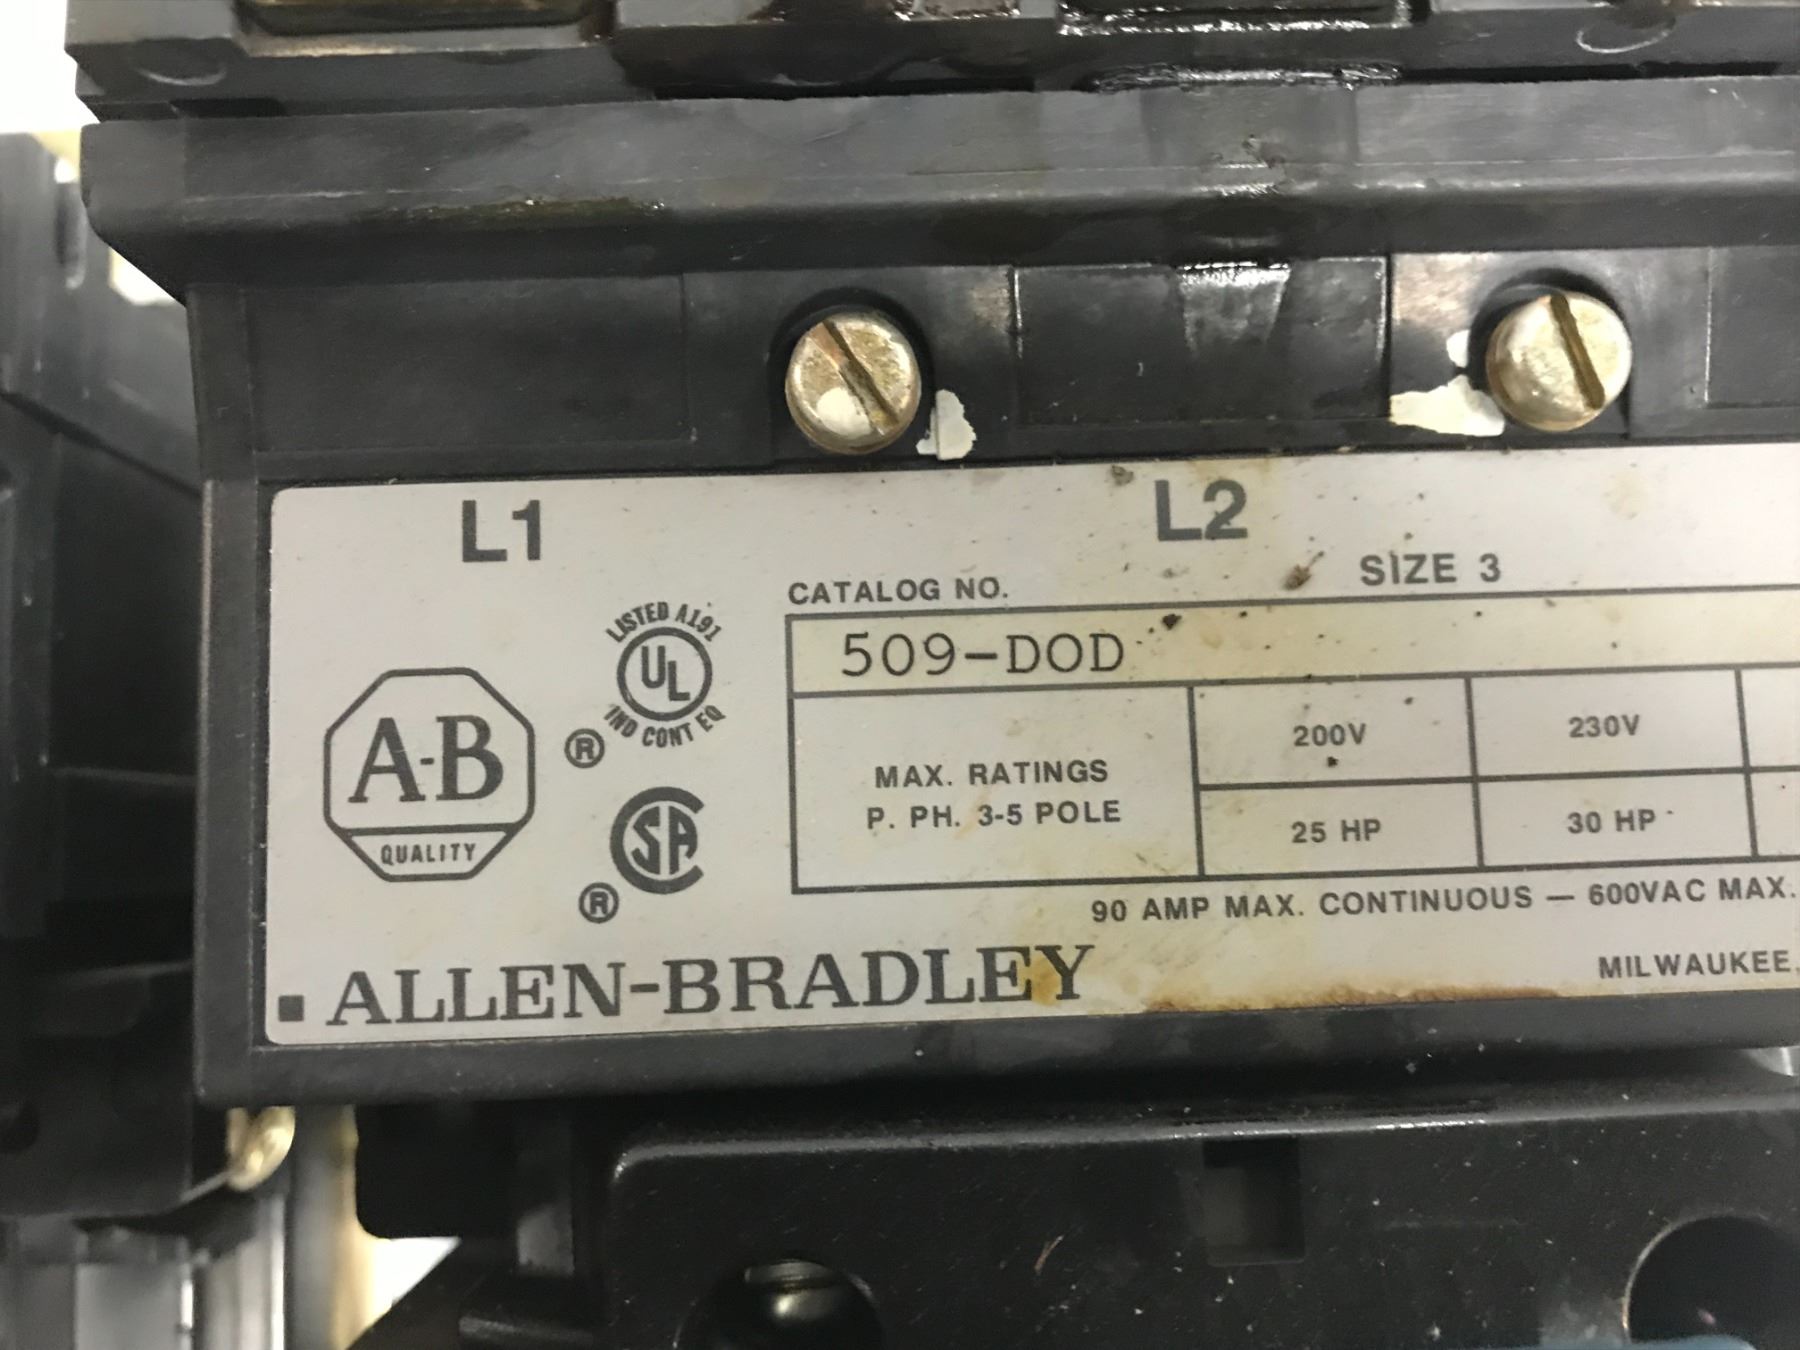 L1
L2
CATALOG NO.
SIZE 3
509-DOD
LISTED A191
UL
IND CONT EQ
®
A-B
QUALITY
SA
®
MAX. RATINGS
P. PH. 3-5 POLE
200V
230V
25 HP
30 HP
90 AMP MAX. CONTINUOUS — 600VAC MAX.
ALLEN-BRADLEY
MILWAUKEE,